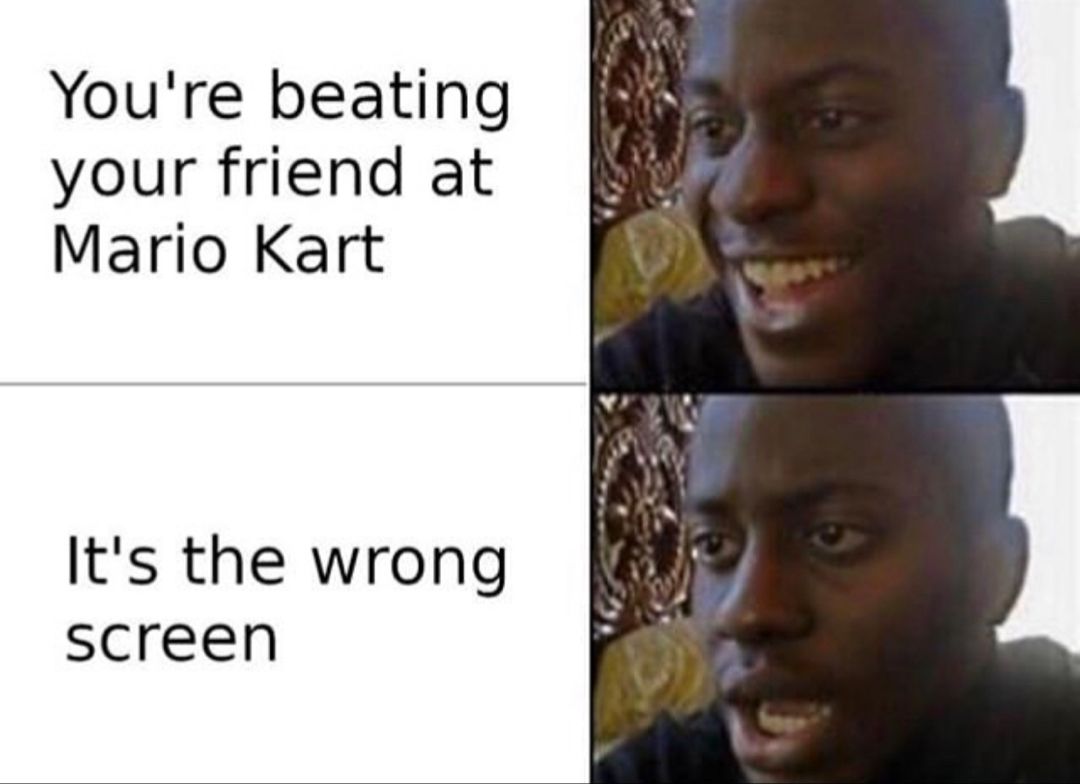 You're beating
your friend at
Mario Kart
It's the wrong
screen